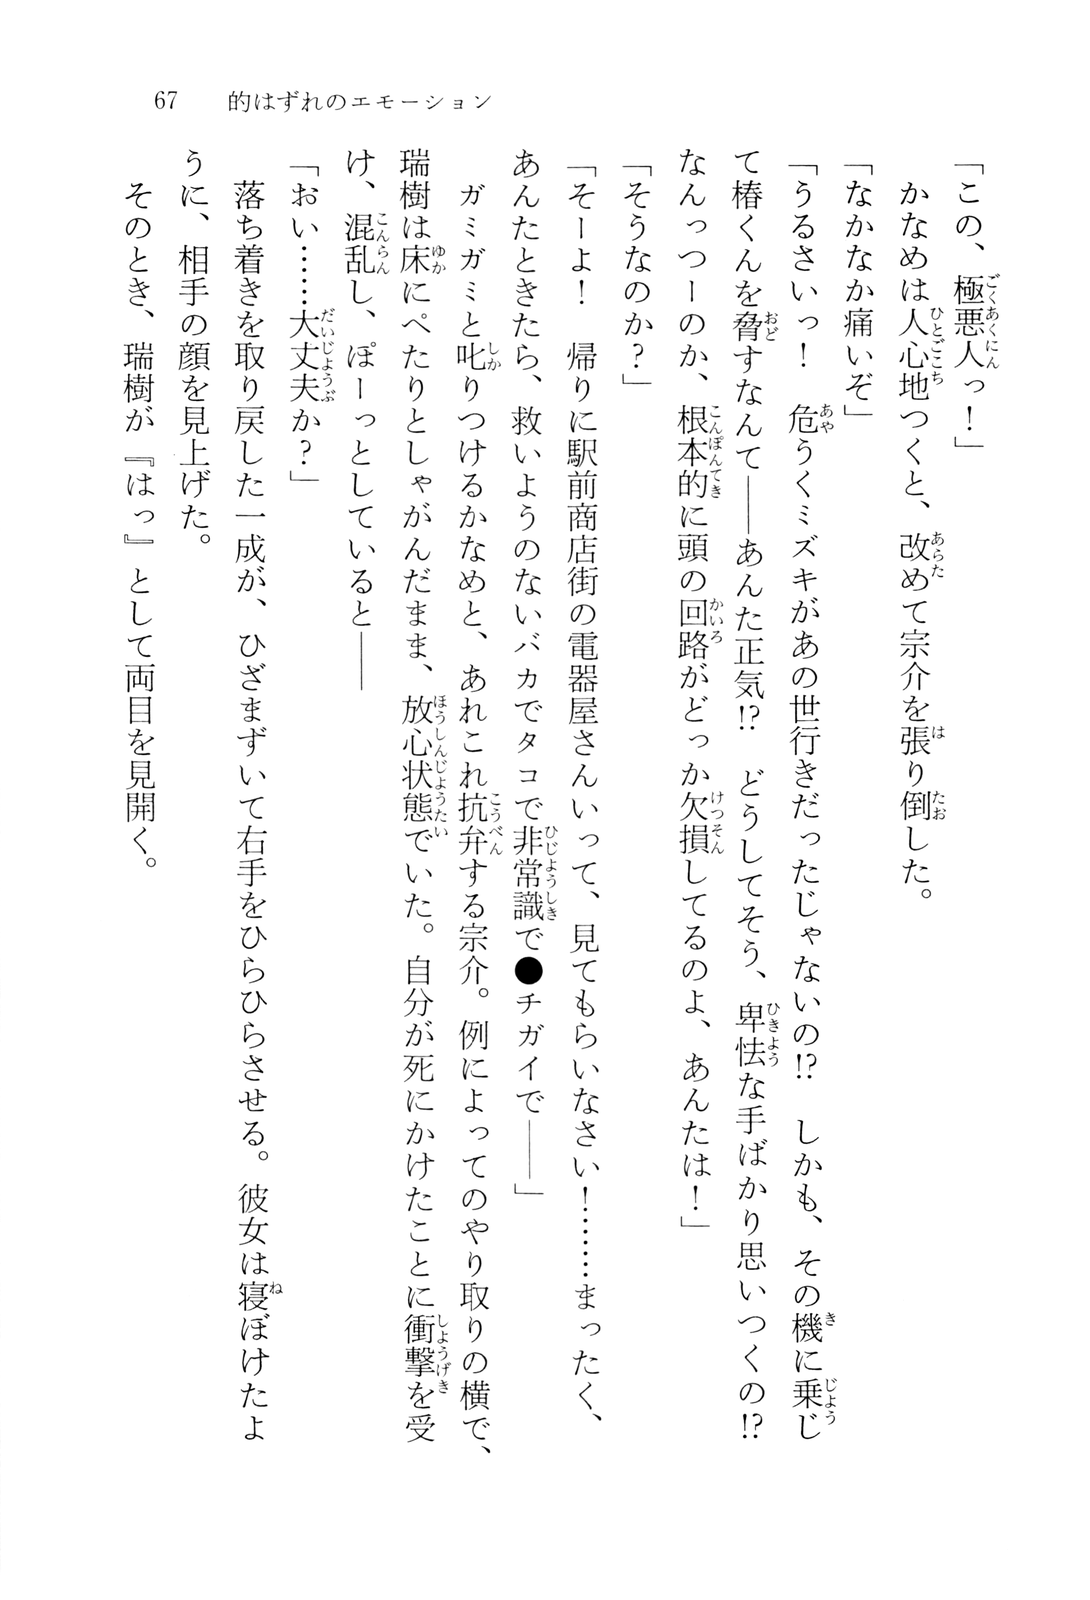 67　的はずれのエモーション
「この、極悪人っ！」
　かなめは人心地つくと、改めて宗介を張り倒した。
「なかなか痛いぞ」
「うるさいっ！　危うくミズキがあの世行きだったじゃないの!?　しかも、その機に乗じ
て椿くんを脅すなんて――あんた正気!?　どうしてそう、卑怯な手ばかり思いつくの!?
なんっつーのか、根本的に頭の回路がどっか欠損してるのよ、あんたは！」
「そうなのか？」
「そーよ！　帰りに駅前商店街の電器屋さんいって、見てもらいなさい！……まったく、
あんたときたら、救いようのないバカでタコで非常識で●チガイで――」
　ガミガミと叱りつけるかなめと、あれこれ抗弁する宗介。例によってのやり取りの横で、
瑞樹は床にぺたりとしゃがんだまま、放心状態でいた。自分が死にかけたことに衝撃を受
け、混乱し、ぽーっとしていると――
「おい……大丈夫か？」
　落ち着きを取り戻した一成が、ひざまずいて右手をひらひらさせる。彼女は寝ぼけたよ
うに、相手の顔を見上げた。
　そのとき、瑞樹が『はっ』として両目を見開く。